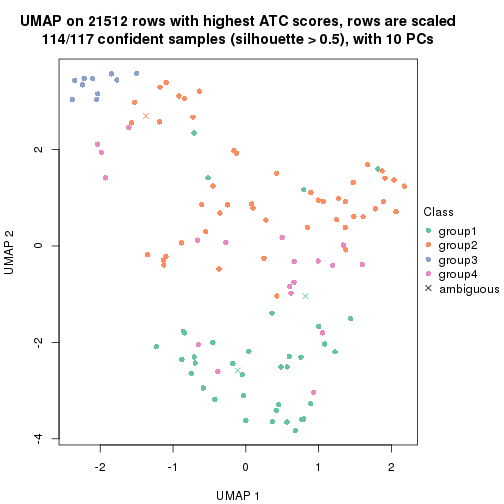 UMAP on 21512 rows with highest ATC scores, rows are scaled
114/117 confident samples (silhouette > 0.5), with 10 PCs
UMAP 2
2
0
-2
-4
-2
-1
0
1
2
UMAP 1
Class
group1
group2
group3
group4
ambiguous